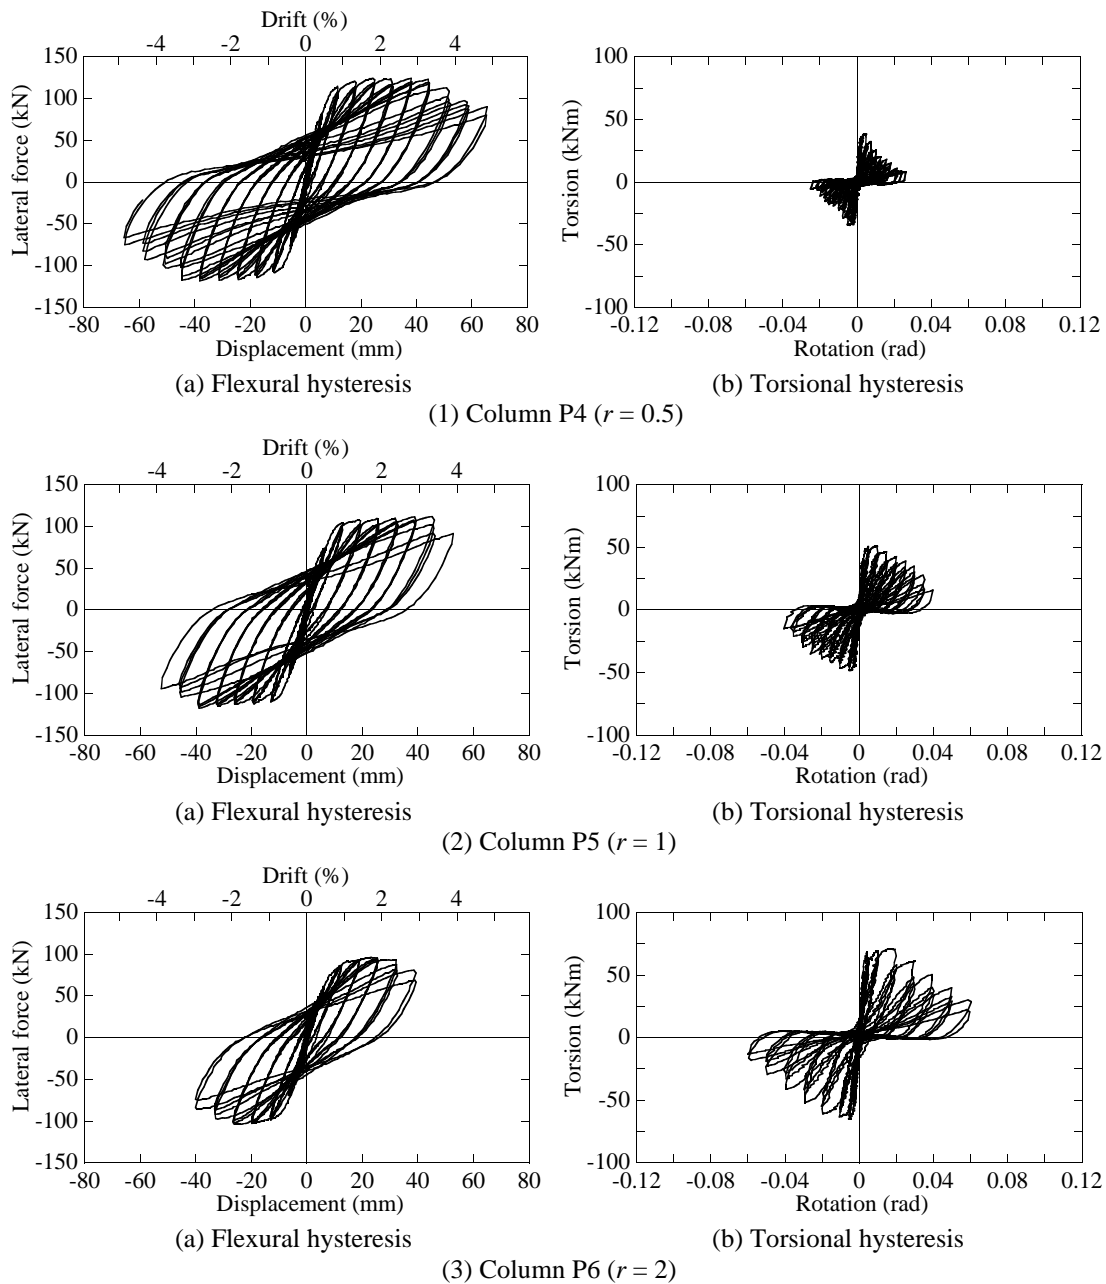 Drift (%)
-4 -2 0 2 4
150
100
50
0
-50
-100
-150
Lateral force (kN)
-80 -60 -40 -20 0 20 40 60 80
Displacement (mm)
(a) Flexural hysteresis
100
50
0
-50
-100
Torsion (kNm)
-0.12 -0.08 -0.04 0 0.04 0.08 0.12
Rotation (rad)
(b) Torsional hysteresis
(1) Column P4 (r = 0.5)
Drift (%)
-4 -2 0 2 4
150
100
50
0
-50
-100
-150
Lateral force (kN)
-80 -60 -40 -20 0 20 40 60 80
Displacement (mm)
(a) Flexural hysteresis
100
50
0
-50
-100
Torsion (kNm)
-0.12 -0.08 -0.04 0 0.04 0.08 0.12
Rotation (rad)
(b) Torsional hysteresis
(2) Column P5 (r = 1)
Drift (%)
-4 -2 0 2 4
150
100
50
0
-50
-100
-150
Lateral force (kN)
-80 -60 -40 -20 0 20 40 60 80
Displacement (mm)
(a) Flexural hysteresis
100
50
0
-50
-100
Torsion (kNm)
-0.12 -0.08 -0.04 0 0.04 0.08 0.12
Rotation (rad)
(b) Torsional hysteresis
(3) Column P6 (r = 2)